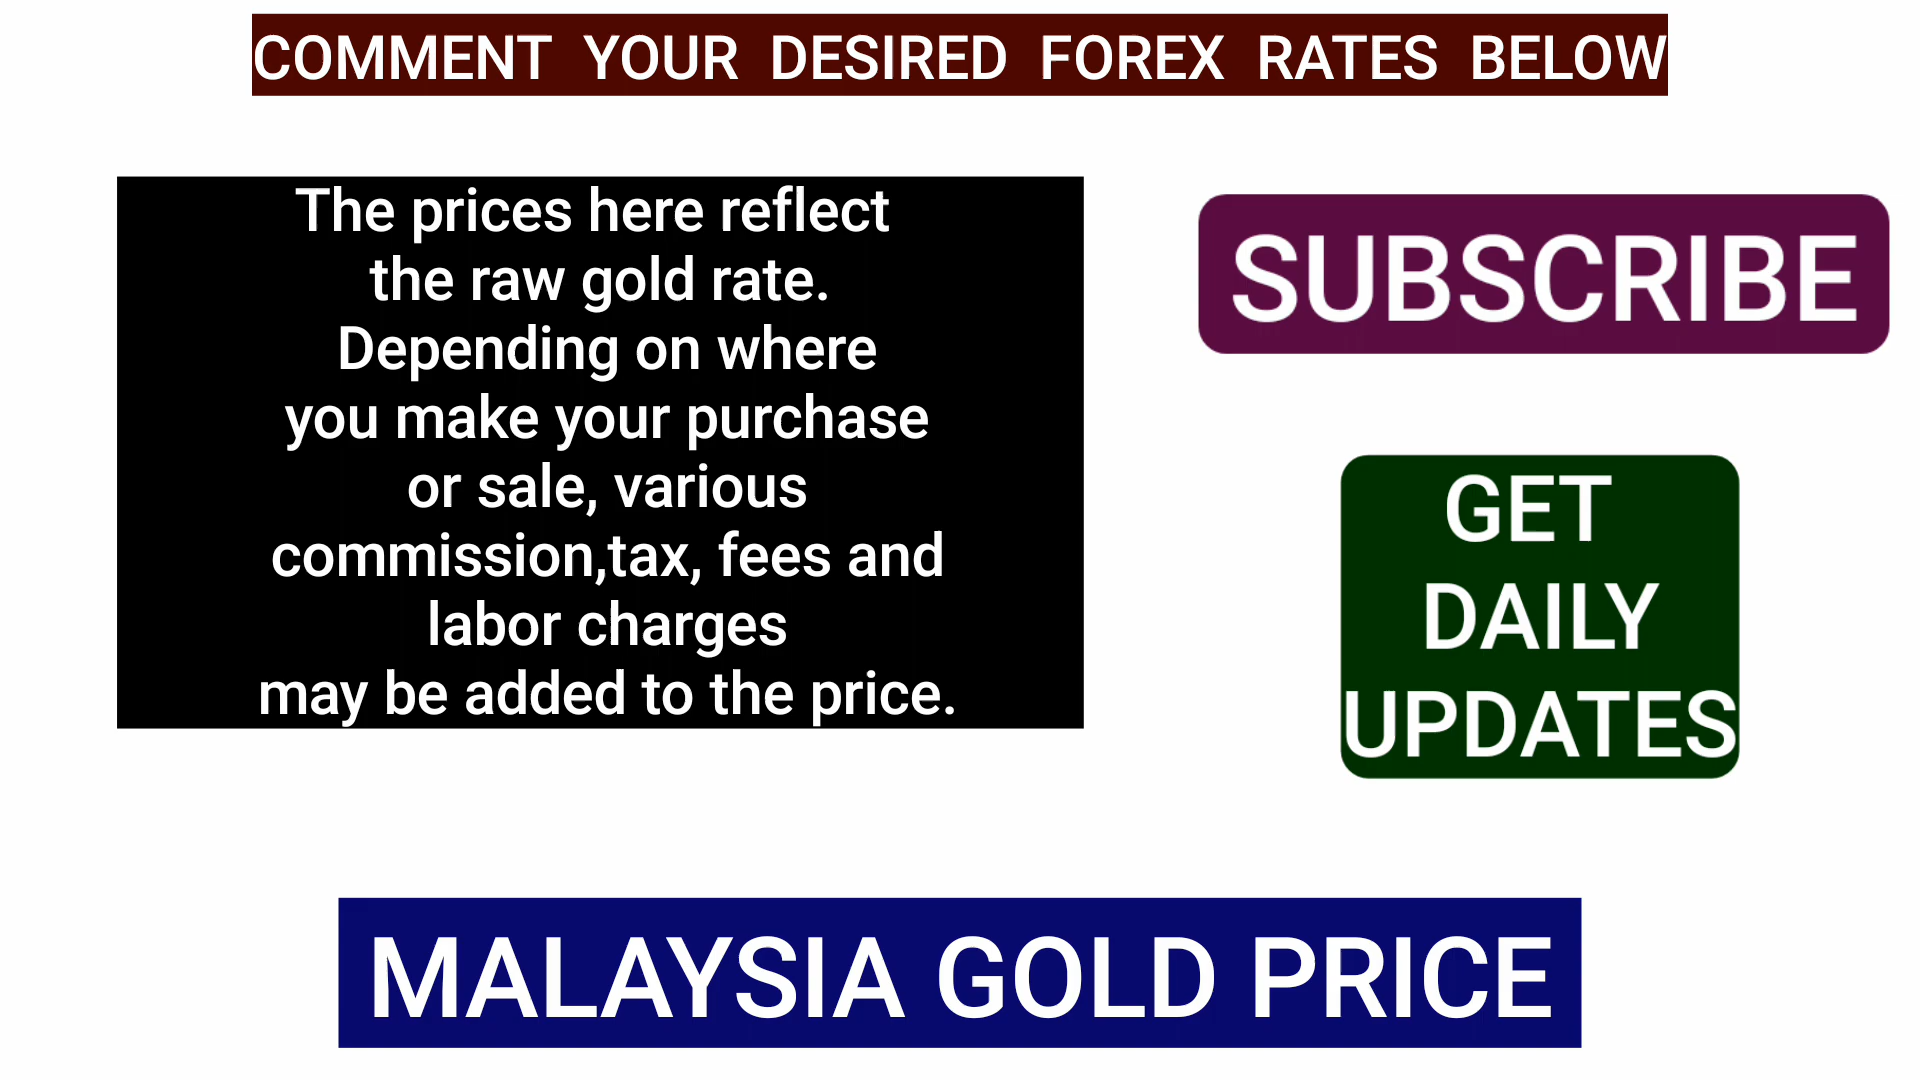 COMMENT YOUR DESIRED FOREX RATES BELOW
The prices here reflect
the raw gold rate.
Depending on where
you make your purchase
or sale, various
commission,tax, fees and
labor charges
may be added to the price.
SUBSCRIBE
GET
DAILY
UPDATES
MALAYSIA GOLD PRICE